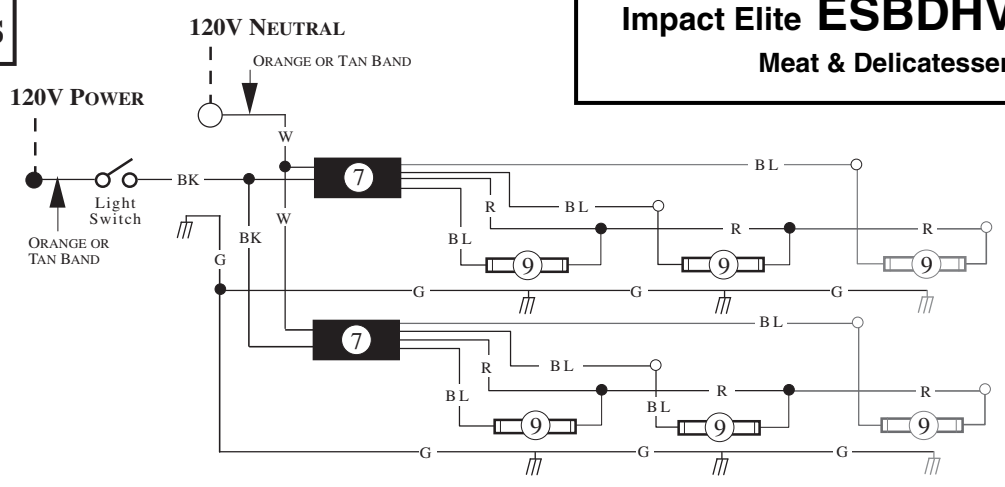 S
120V NEUTRAL
ORANGE OR TAN BAND
Impact Elite ESBDHV
Meat & Delicatessen
120V POWER
W
BK
7
BL
Light
Switch
ORANGE OR
TAN BAND
W
BK
G
R
BL
BL
R
R
9
9
9
G
G
G
7
BL
R
BL
BL
BL
R
R
9
9
9
G
G
G